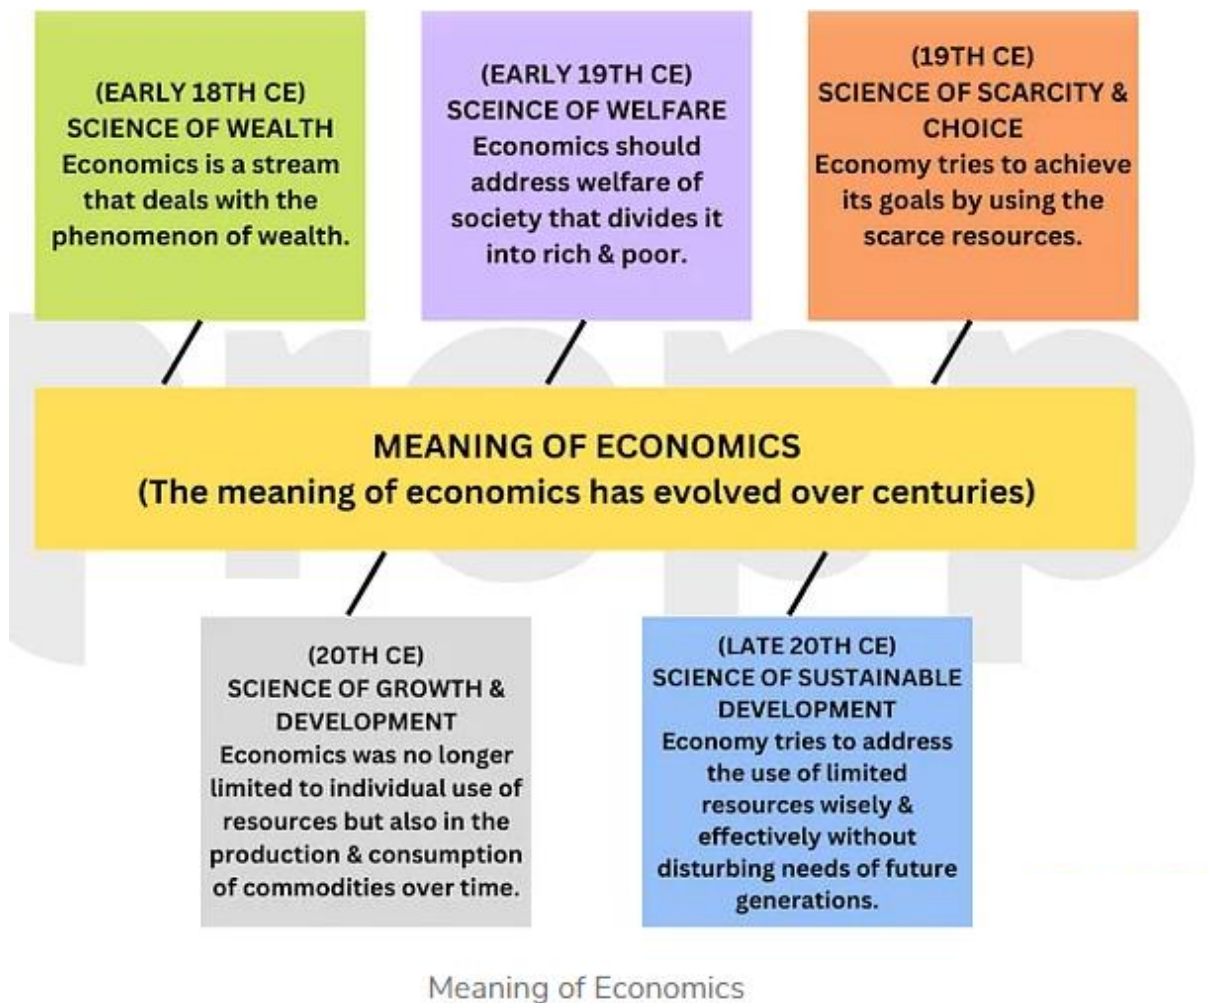 (EARLY 18TH CE)
SCIENCE OF WEALTH
Economics is a stream
that deals with the
phenomenon of wealth.
(EARLY 19TH CE)
SCEINCE OF WELFARE
Economics should
address welfare of
society that divides it
into rich & poor.
(19TH CE)
SCIENCE OF SCARCITY &
CHOICE
Economy tries to achieve
its goals by using the
scarce resources.
MEANING OF ECONOMICS
(The meaning of economics has evolved over centuries)
(20TH CE)
SCIENCE OF GROWTH &
DEVELOPMENT
Economics was no longer
limited to individual use of
resources but also in the
production & consumption
of commodities over time.
(LATE 20TH CE)
SCIENCE OF SUSTAINABLE
DEVELOPMENT
Economy tries to address
the use of limited
resources wisely &
effectively without
disturbing needs of future
generations.
prepp
Meaning of Economics